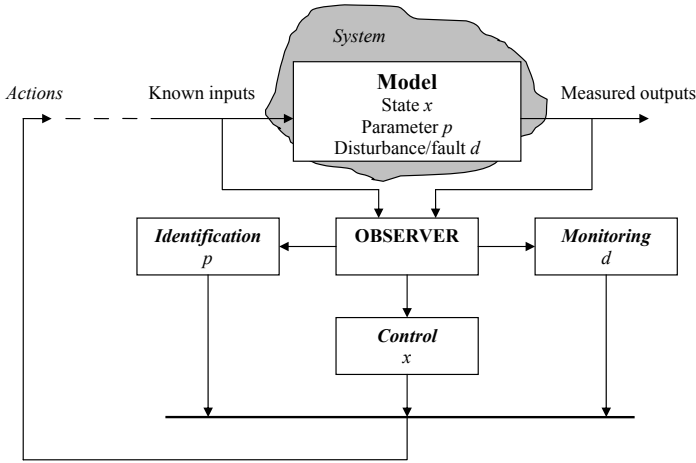 System
Model
State x
Parameter p
Disturbance/fault d
Actions
Known inputs
Measured outputs
Identification
p
OBSERVER
Monitoring
d
Control
x